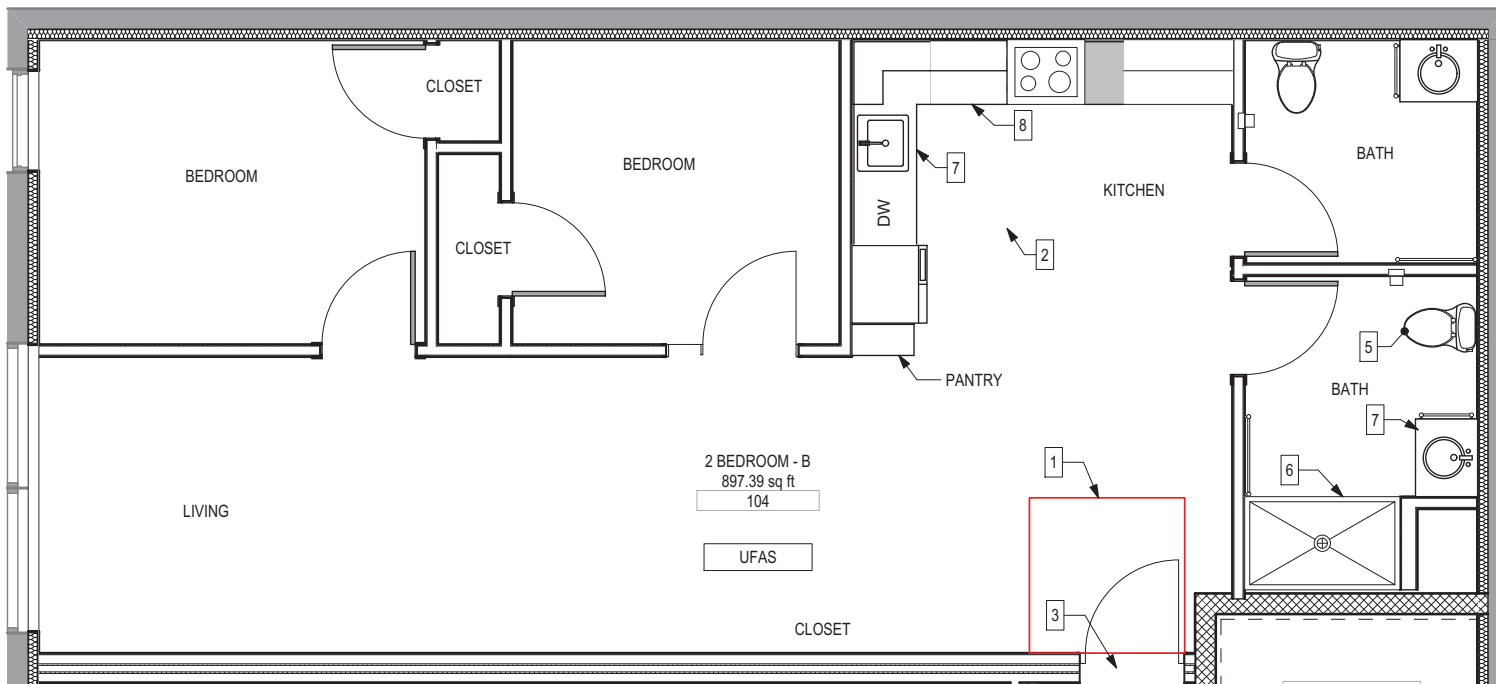 CLOSET
BEDROOM
BEDROOM
CLOSET
8
7
DW
KITCHEN
2
BATH
5
BATH
7
6
PANTRY
1
2 BEDROOM - B
897.39 sq ft
104
UFAS
LIVING
CLOSET
3